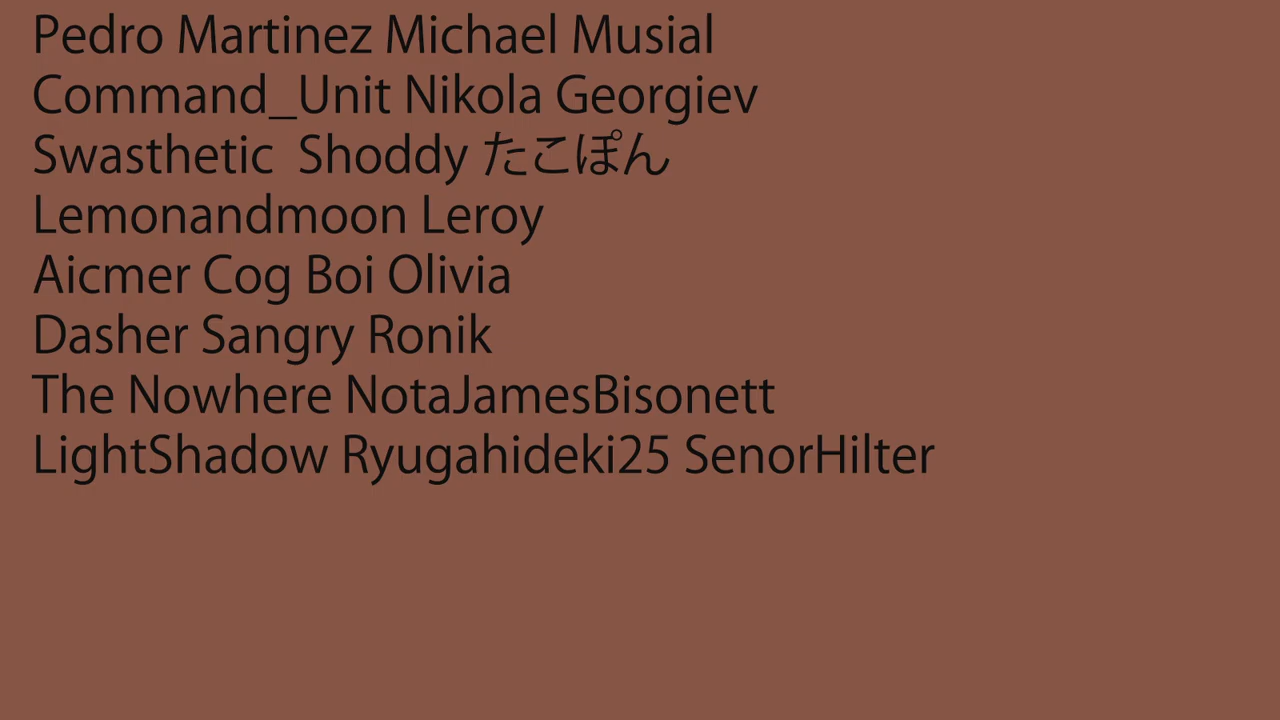 Pedro Martinez Michael Musial
Command_Unit Nikola Georgiev
Swasthetic  Shoddy たこぽん
Lemonandmoon Leroy
Aicmer Cog Boi Olivia
Dasher Sangry Ronik
The Nowhere NotaJamesBisonett
LightShadow Ryugahideki25 SenorHilter